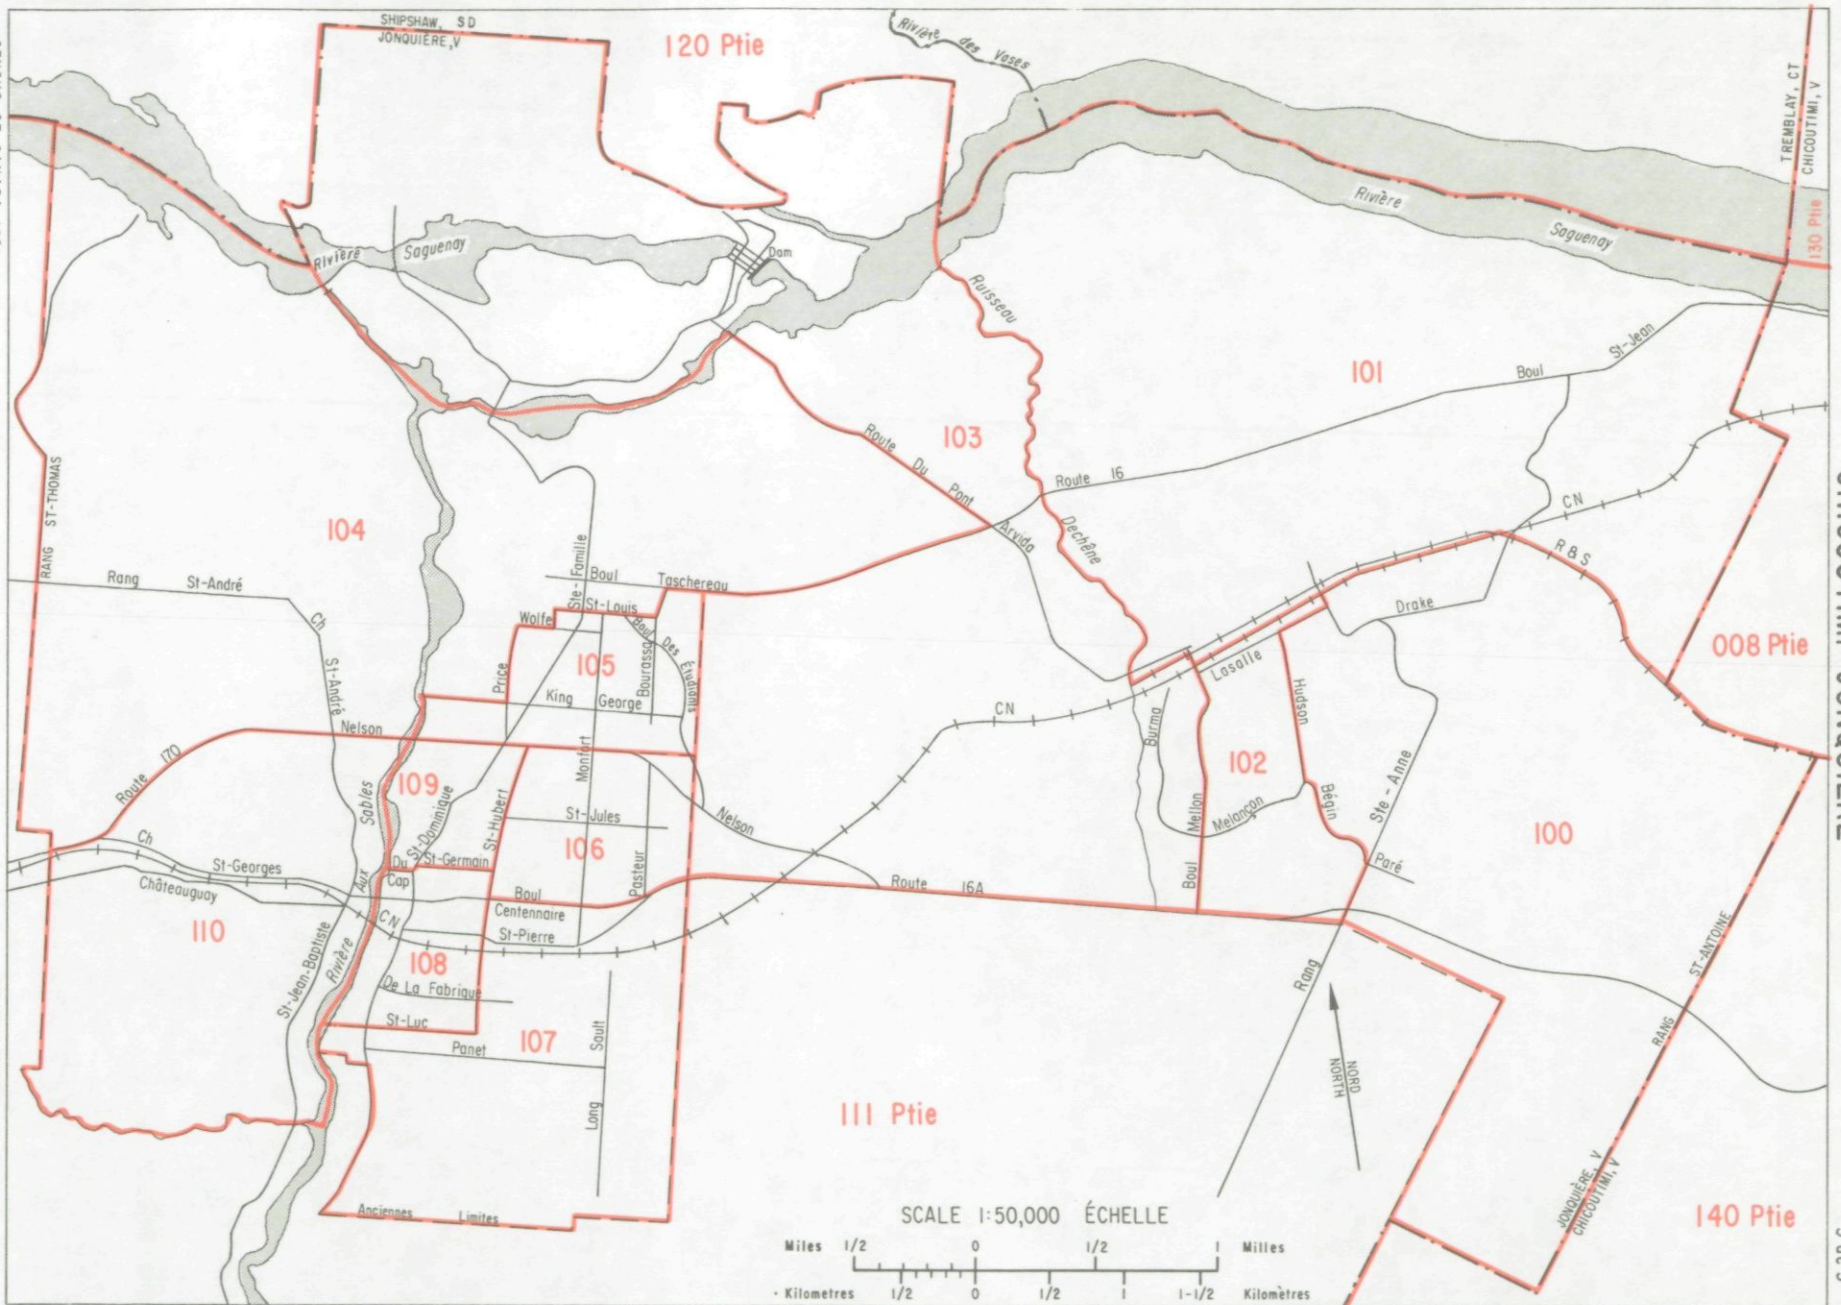 SHIPSHAW, SD
JONQUIÈRE, V
120 Ptie
Rivière des Vases
TREMBLAY, CT
CHICOUTIMI, V
130 Ptie
Rivière Saguenay
Rivière Saguenay
Dam
Ruisseau Dechêne
101
Boul St-Jean
103
Route Du Pont
Route 16
Arvida
CN
R & S
RANG ST-THOMAS
104
Rang St-André
Ch St-André
Ste-Famille
Boul Taschereau
St-Louis
Wolfe
Boul Des Étudiants
105
Bourassa
Price
King George
Drake
008 Ptie
Lasalle
Hudson
CN
Burma
Nelson
Route 170
Monfort
102
Ste-Anne
Sables
109
St-Dominique
St-Hubert
St-Jules
Nelson
Mellon
Melançon
Bégin
100
106
Pasteur
Ch St-Georges
Châteauguay
Aux
Du Cap
St-Germain
Boul Centennaire
Route 16A
Boul
Paré
CN
St-Pierre
110
St-Jean-Baptiste
Rivière
108
De La Fabrique
Rang
RANG ST-ANTOINE
St-Luc
Panet
107
Long Sault
NORD
NORTH
111 Ptie
Anciennes Limites
JONQUIÈRE, V
CHICOUTIMI, V
140 Ptie
SCALE 1:50,000 ÉCHELLE
Miles 1/2 0 1/2 1 Milles
Kilometres 1/2 0 1/2 1 1-1/2 Kilomètres